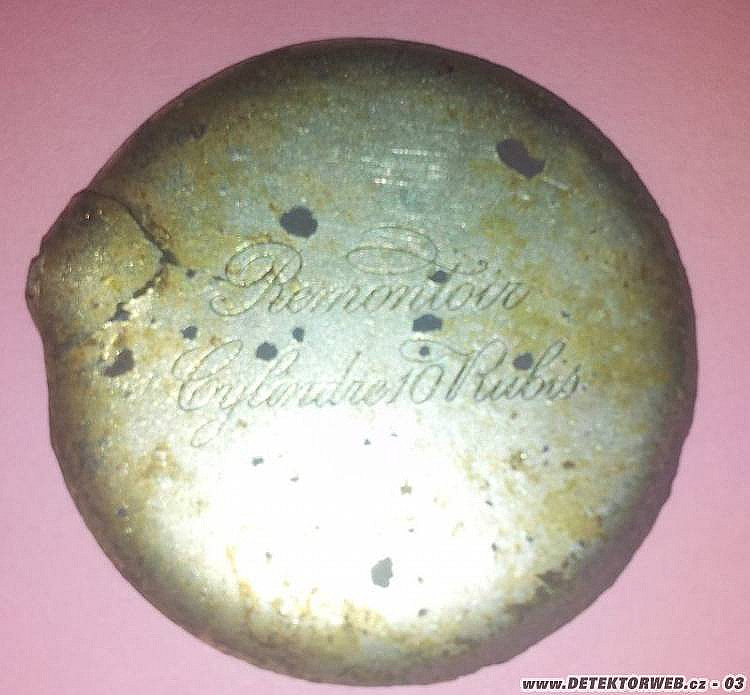 Remontoir
Cylindre 10 Rubis
www.DETEKTORWEB.cz - 03